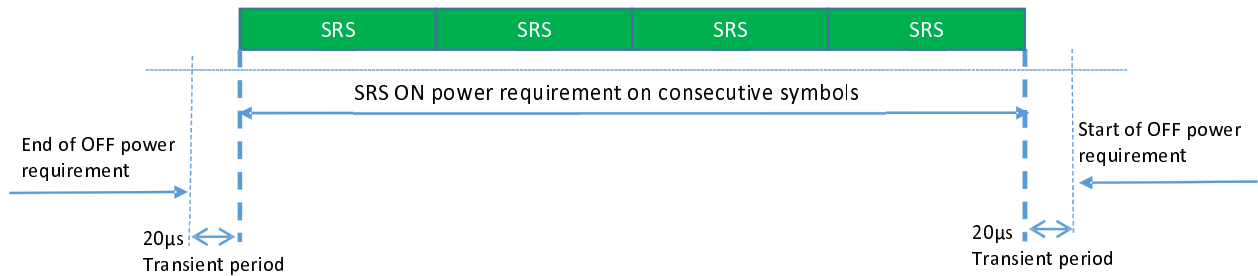 SRS SRS SRS SRS
SRS ON power requirement on consecutive symbols
End of OFF power
requirement
Start of OFF power
requirement
20µs
Transient period
20µs
Transient period